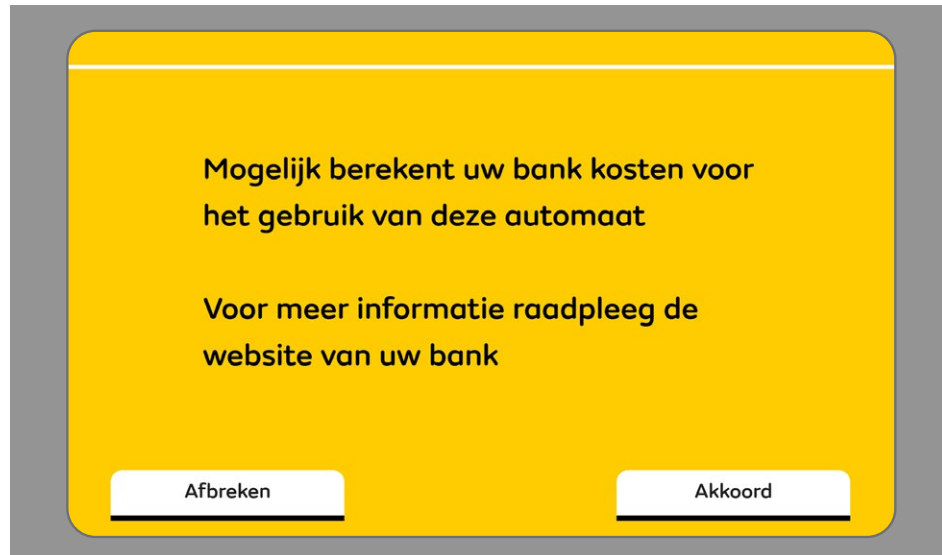 Mogelijk berekent uw bank kosten voor
het gebruik van deze automaat
Voor meer informatie raadpleeg de
website van uw bank
Afbreken
Akkoord